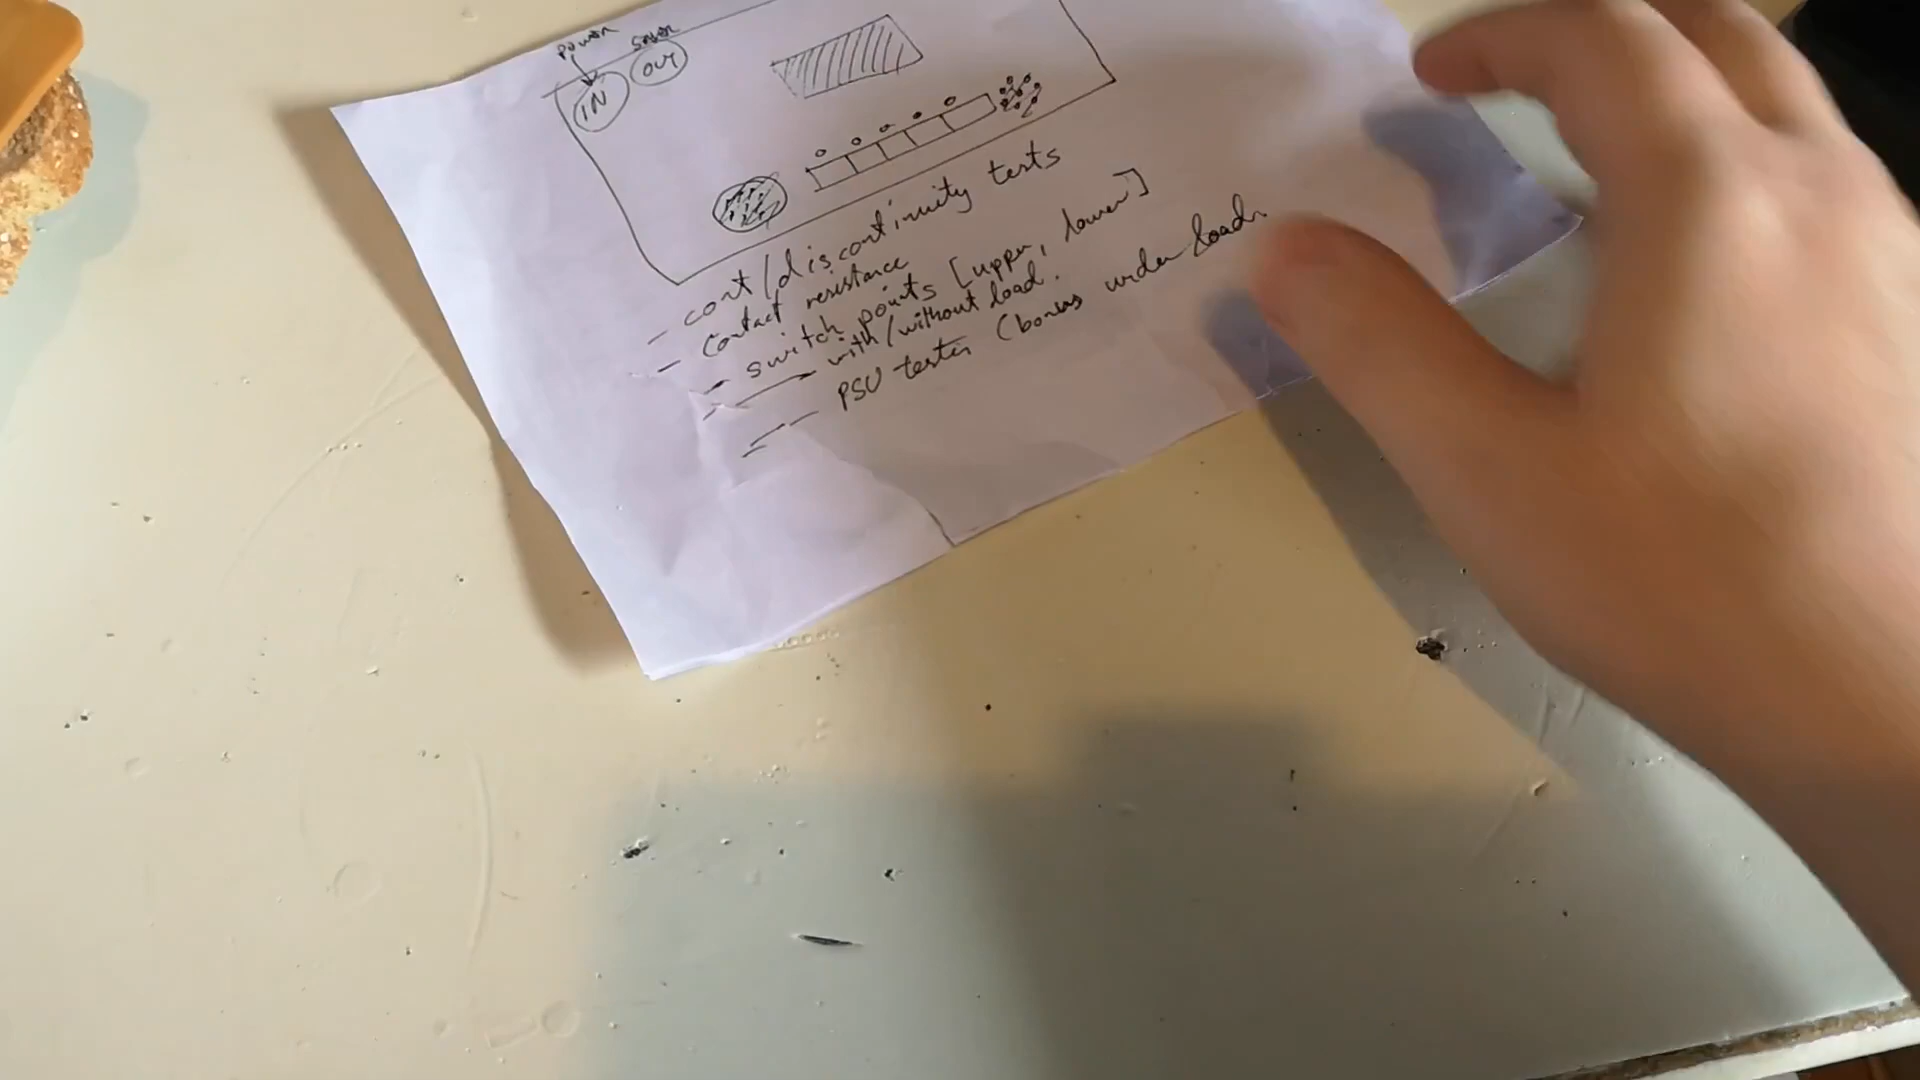 power
IN
OUT
- cont/discontinuity tests
- contact resistance
- switch points [upper, lower]
- with/without load.
- PSU tester (bonus under load